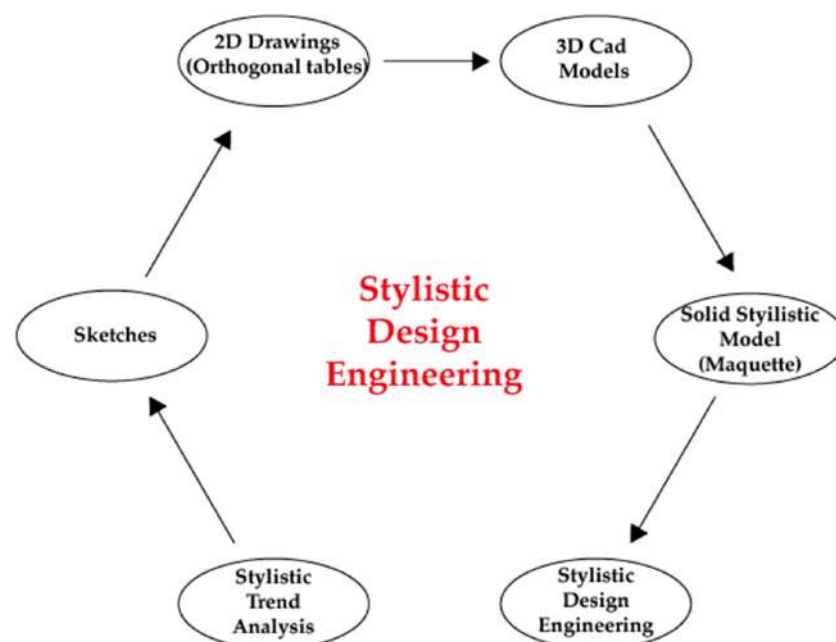 2D Drawings
(Orthogonal tables)
3D Cad
Models
Sketches
Stylistic
Design
Engineering
Solid Styilistic
Model
(Maquette)
Stylistic
Trend
Analysis
Stylistic
Design
Engineering